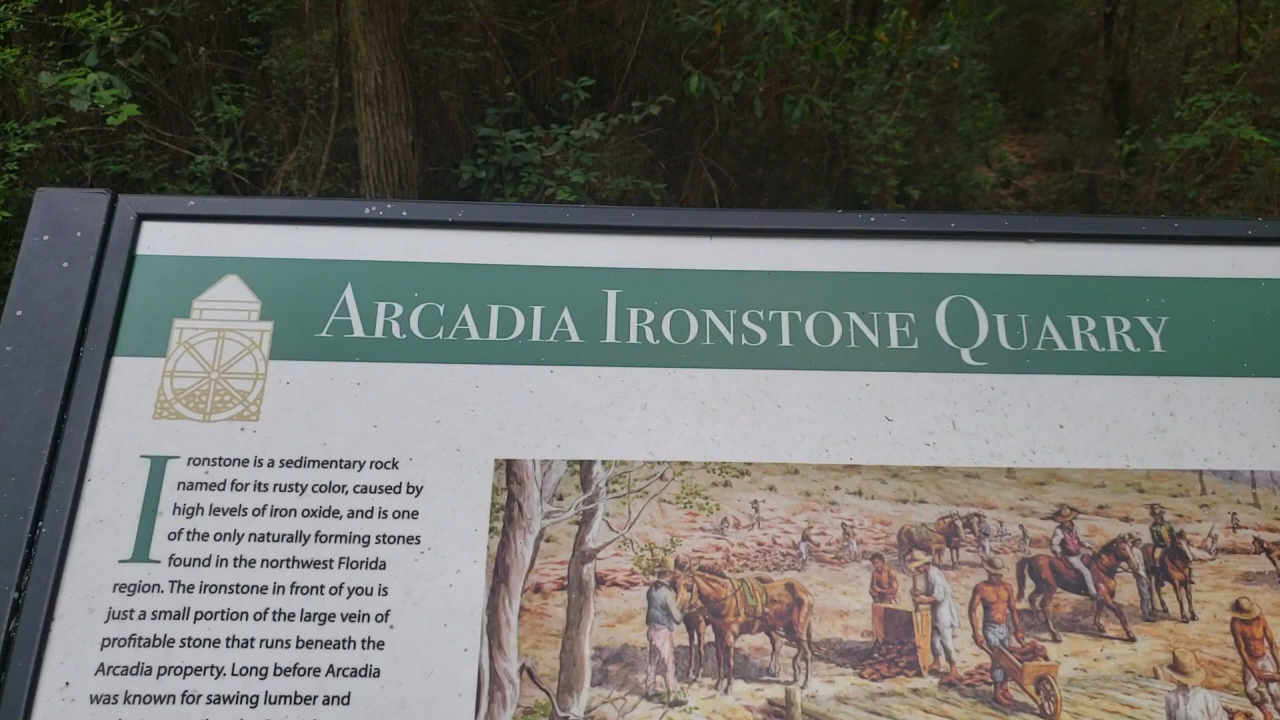 ARCADIA IRONSTONE QUARRY
Ironstone is a sedimentary rock
named for its rusty color, caused by
high levels of iron oxide, and is one
of the only naturally forming stones
found in the northwest Florida
region. The ironstone in front of you is
just a small portion of the large vein of
profitable stone that runs beneath the
Arcadia property. Long before Arcadia
was known for sawing lumber and